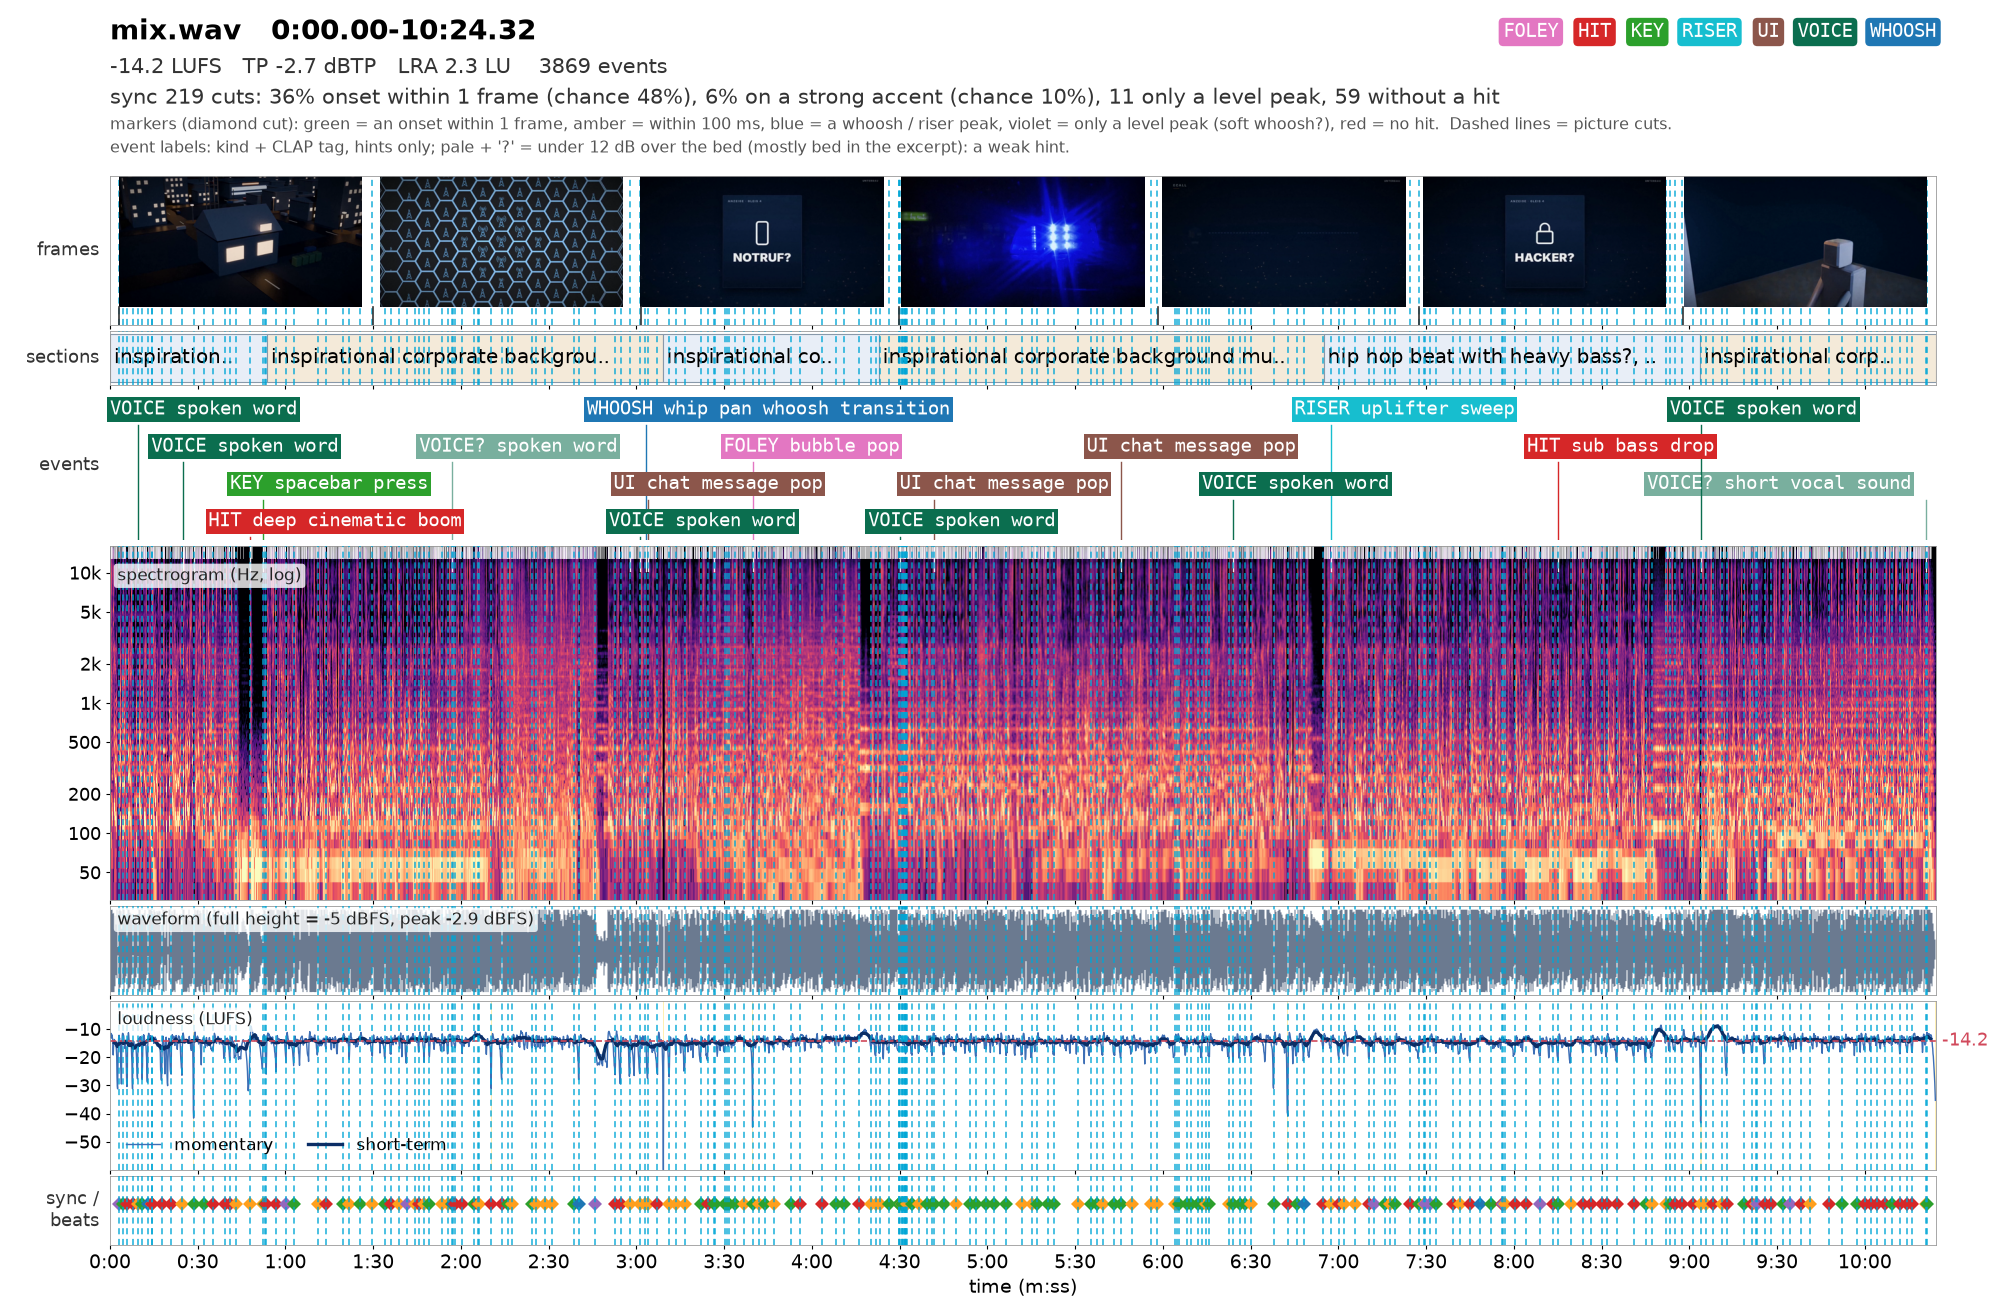 mix.wav 0:00.00-10:24.32
FOLEY HIT KEY RISER UI VOICE WHOOSH
-14.2 LUFS TP -2.7 dBTP LRA 2.3 LU 3869 events
sync 219 cuts: 36% onset within 1 frame (chance 48%), 6% on a strong accent (chance 10%), 11 only a level peak, 59 without a hit
markers (diamond cut): green = an onset within 1 frame, amber = within 100 ms, blue = a whoosh / riser peak, violet = only a level peak (soft whoosh?), red = no hit. Dashed lines = picture cuts.
event labels: kind + CLAP tag, hints only; pale + '?' = under 12 dB over the bed (mostly bed in the excerpt): a weak hint.
frames
NOTRUF?
HACKER?
sections
inspiration..
inspirational corporate backgrou..
inspirational co..
inspirational corporate background mu..
hip hop beat with heavy bass?, ..
inspirational corp..
events
VOICE spoken word
WHOOSH whip pan whoosh transition
RISER uplifter sweep
VOICE spoken word
VOICE spoken word
VOICE? spoken word
FOLEY bubble pop
UI chat message pop
HIT sub bass drop
KEY spacebar press
UI chat message pop
UI chat message pop
VOICE spoken word
VOICE? short vocal sound
HIT deep cinematic boom
VOICE spoken word
VOICE spoken word
spectrogram (Hz, log)
10k
5k
2k
1k
500
200
100
50
waveform (full height = -5 dBFS, peak -2.9 dBFS)
loudness (LUFS)
−10
−20
−30
−40
−50
-14.2
momentary
short-term
sync /
beats
0:00 0:30 1:00 1:30 2:00 2:30 3:00 3:30 4:00 4:30 5:00 5:30 6:00 6:30 7:00 7:30 8:00 8:30 9:00 9:30 10:00
time (m:ss)